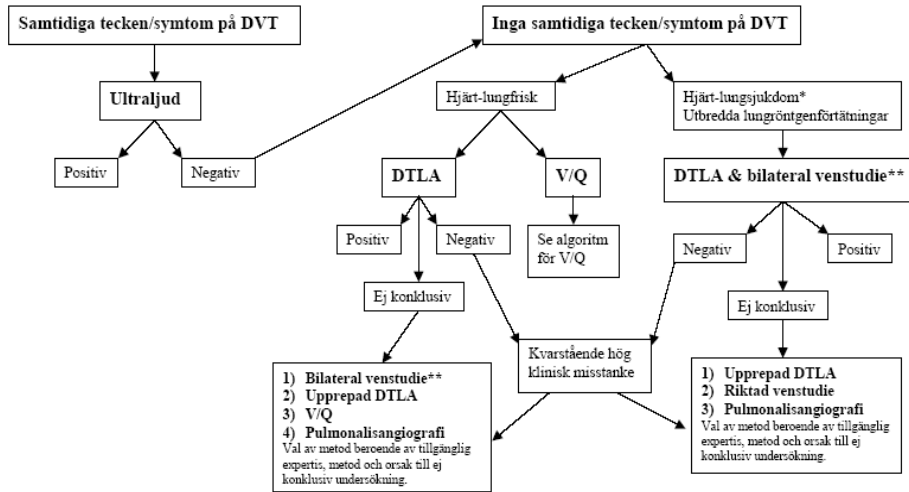 Samtidiga tecken/symtom på DVT
Inga samtidiga tecken/symtom på DVT
Ultraljud
Positiv
Negativ
Hjärt-lungfrisk
Hjärt-lungsjukdom*
Utbredda lungröntgenförtätningar
DTLA
V/Q
DTLA & bilateral venstudie**
Positiv
Negativ
Se algoritm
för V/Q
Negativ
Positiv
Ej konklusiv
Ej konklusiv
Kvarstående hög
klinisk misstanke
1) Bilateral venstudie**
2) Upprepad DTLA
3) V/Q
4) Pulmonalisangiografi
Val av metod beroende av tillgänglig
expertis, metod och orsak till ej
konklusiv undersökning.
1) Upprepad DTLA
2) Riktad venstudie
3) Pulmonalisangiografi
Val av metod beroende av tillgänglig
expertis, metod och orsak till ej
konklusiv undersökning.